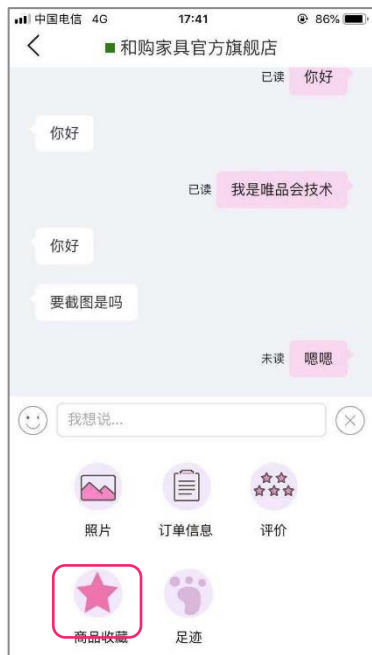 中国电信 4G 17:41 86%
和购家具官方旗舰店
已读 你好
你好
已读 我是唯品会技术
你好
要截图是吗
未读 嗯嗯
我想说...
照片 订单信息 评价
商品收藏 足迹